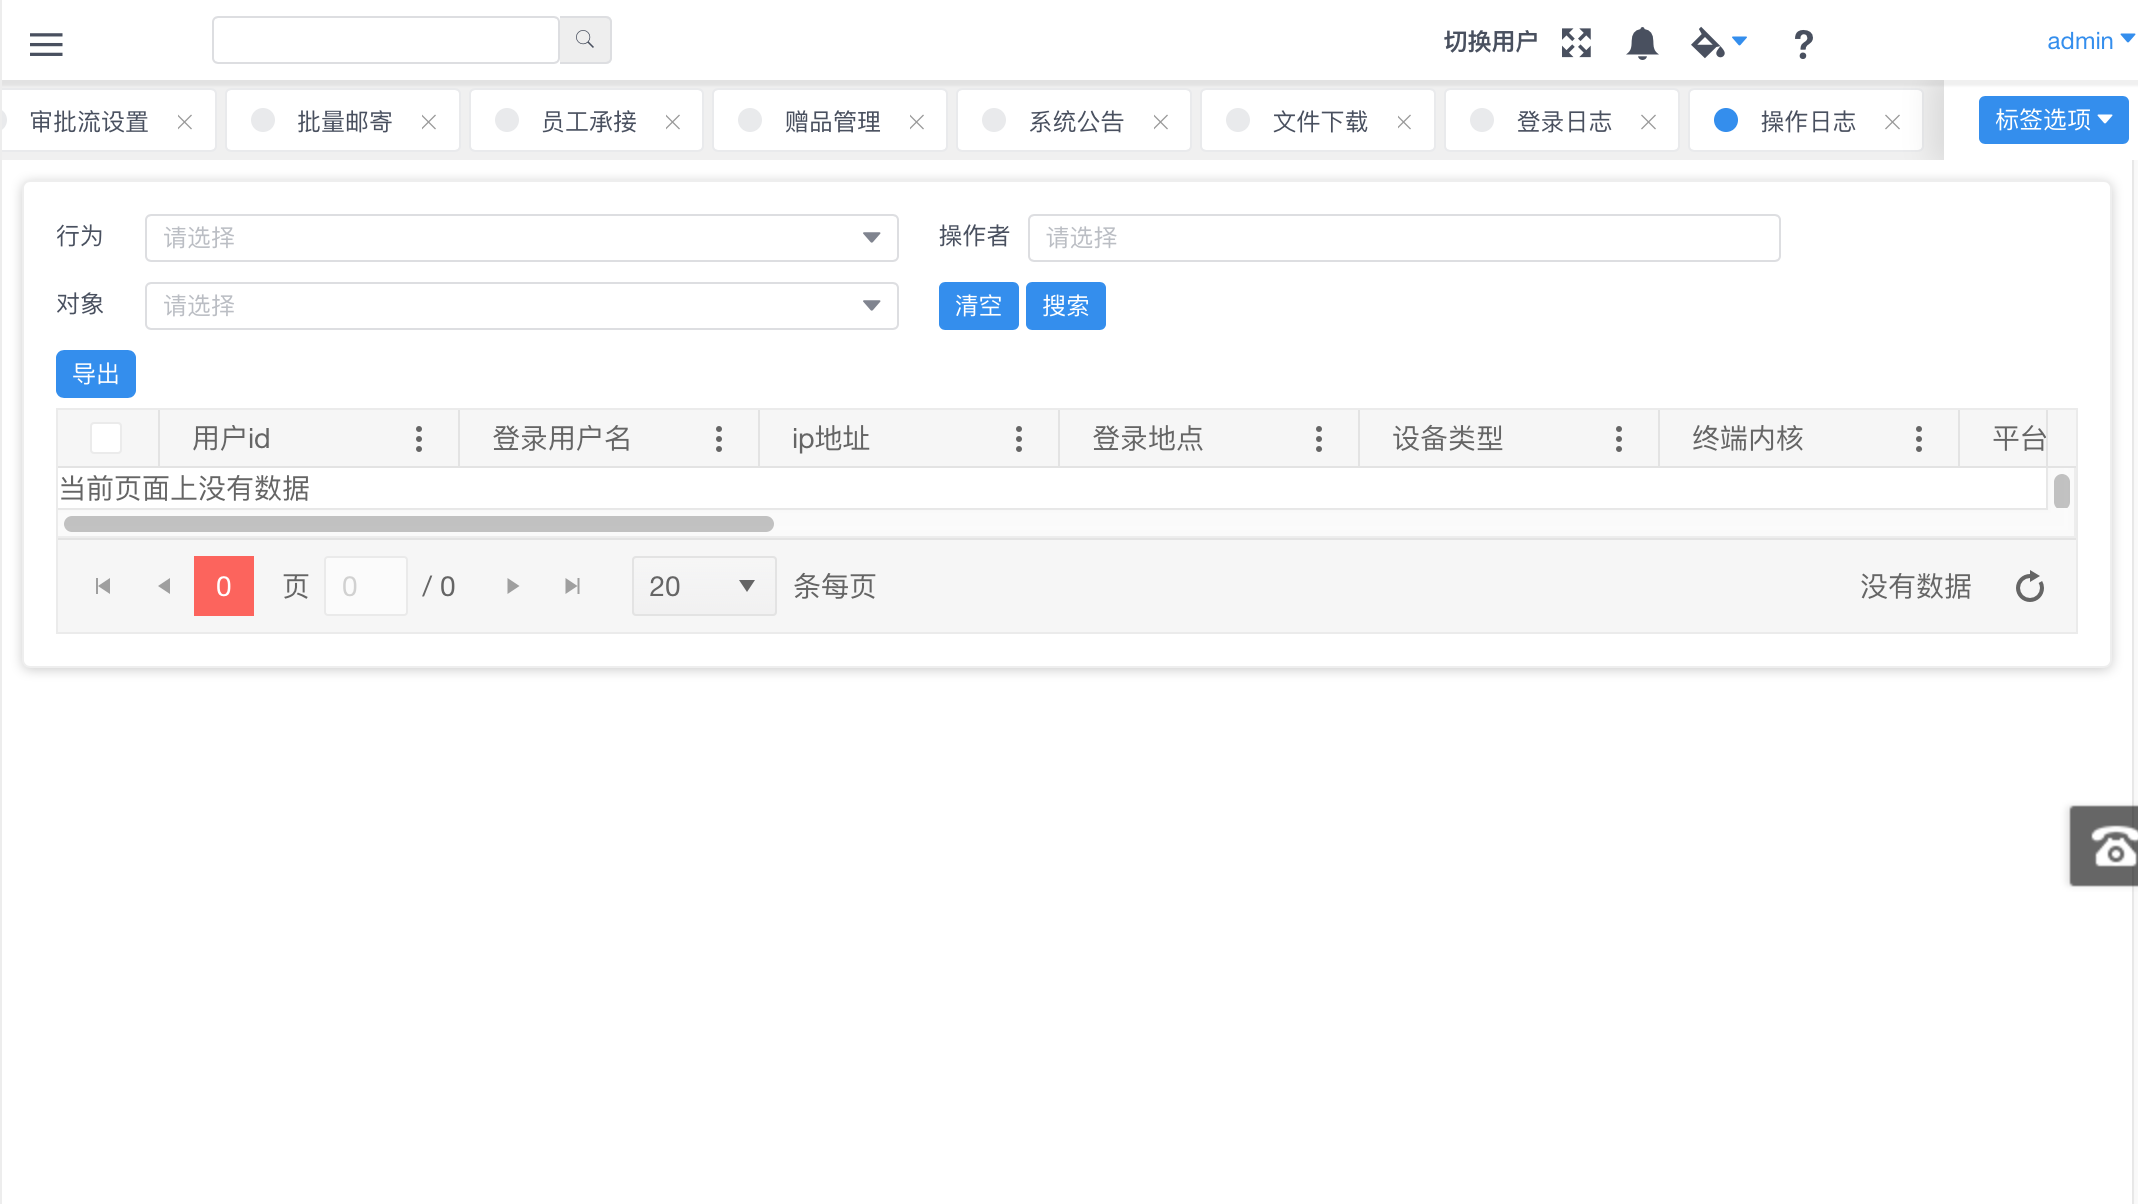 切换用户 ? admin
审批流设置 批量邮寄 员工承接 赠品管理 系统公告 文件下载 登录日志 操作日志 标签选项
行为 请选择 操作者 请选择
对象 请选择 清空 搜索
导出
用户id 登录用户名 ip地址 登录地点 设备类型 终端内核 平台
当前页面上没有数据
0 页 0 / 0 20 条每页 没有数据